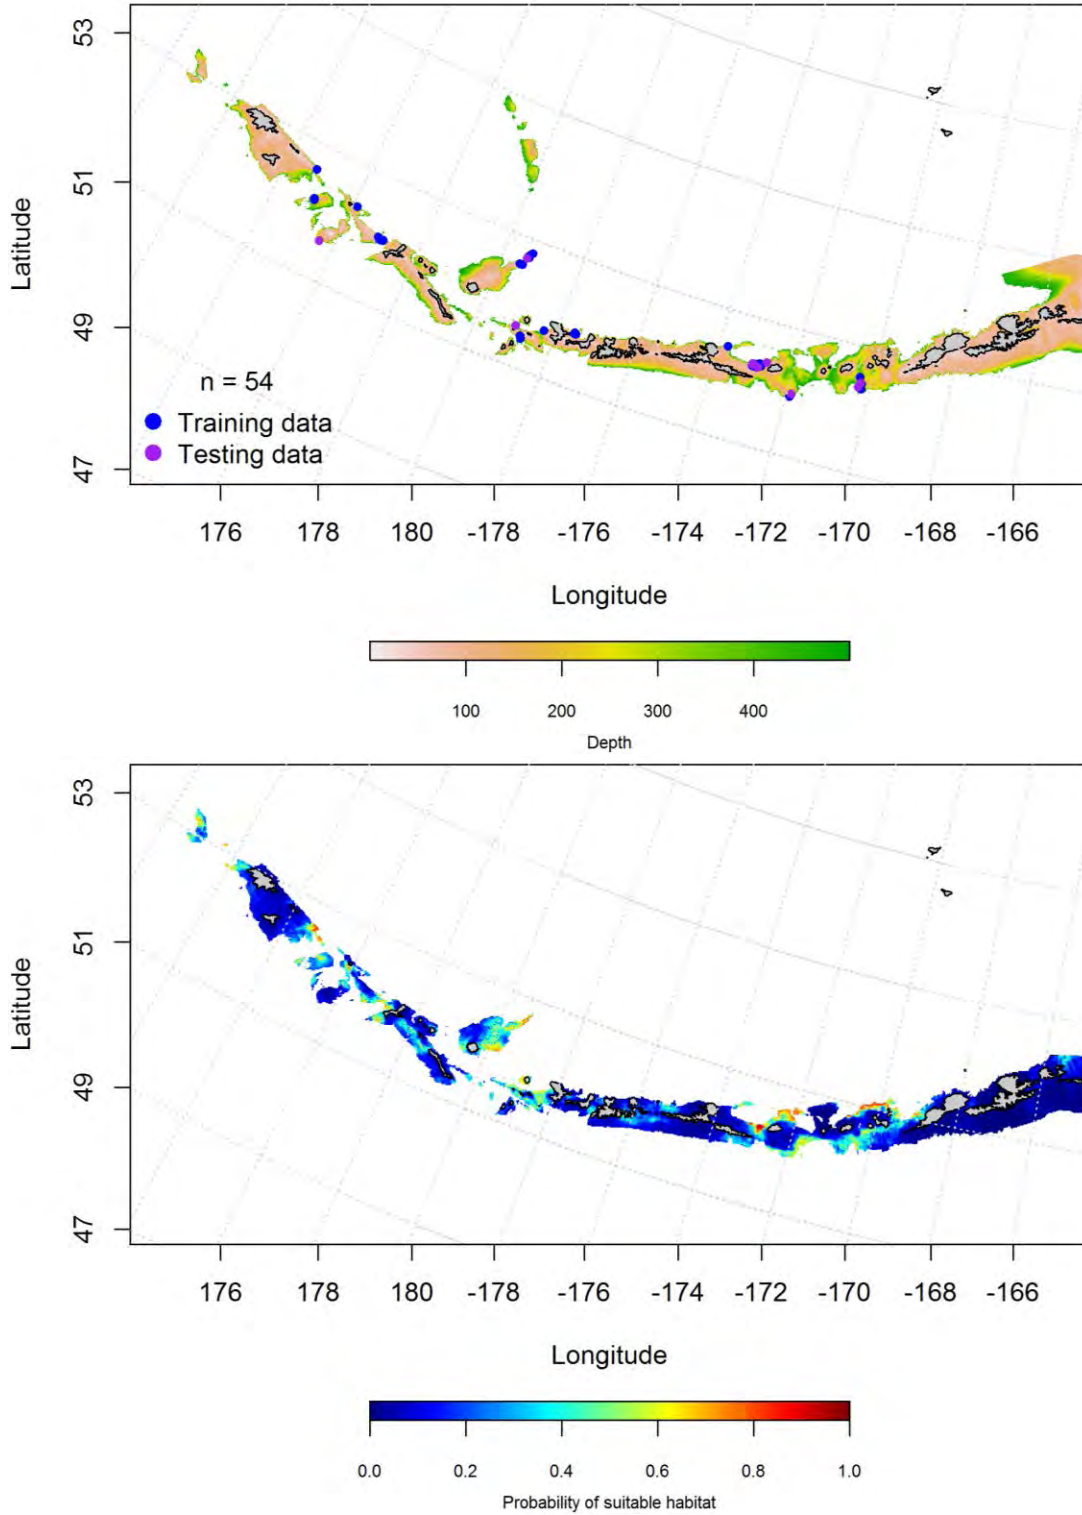 53
51
49
47
Latitude
n = 54
Training data
Testing data
176 178 180 -178 -176 -174 -172 -170 -168 -166
Longitude
100 200 300 400
Depth
53
51
49
47
Latitude
176 178 180 -178 -176 -174 -172 -170 -168 -166
Longitude
0.0 0.2 0.4 0.6 0.8 1.0
Probability of suitable habitat